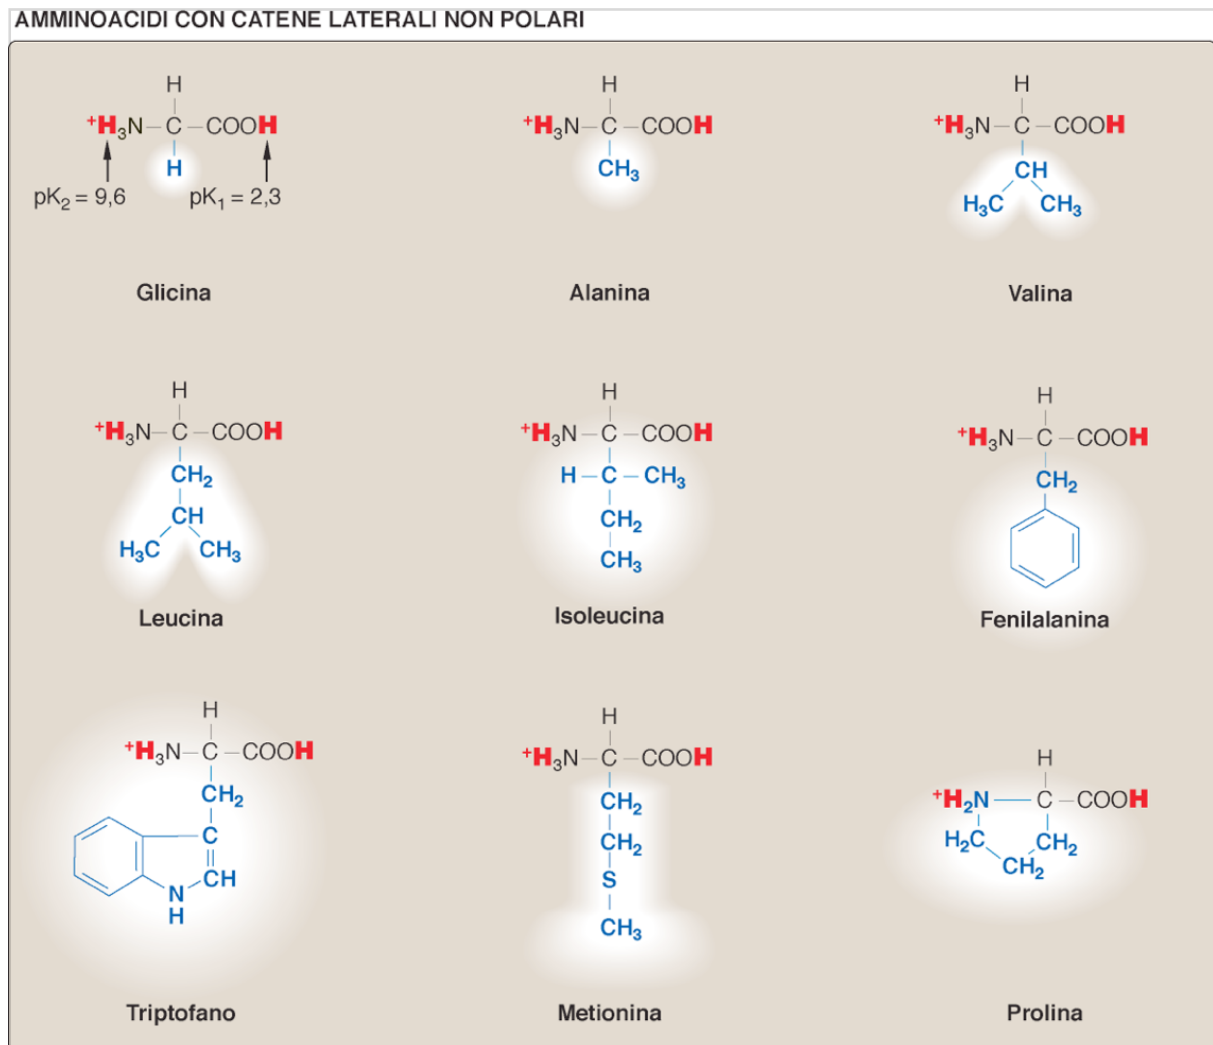 AMMINOACIDI CON CATENE LATERALI NON POLARI
H
⁺H₃N—C—COOH
H
pK₂ = 9,6 pK₁ = 2,3
Glicina
H
⁺H₃N—C—COOH
CH₃
Alanina
H
⁺H₃N—C—COOH
CH
H₃C CH₃
Valina
H
⁺H₃N—C—COOH
CH₂
CH
H₃C CH₃
Leucina
H
⁺H₃N—C—COOH
H—C—CH₃
CH₂
CH₃
Isoleucina
H
⁺H₃N—C—COOH
CH₂
Fenilalanina
H
⁺H₃N—C—COOH
CH₂
C
CH
N
H
Triptofano
H
⁺H₃N—C—COOH
CH₂
CH₂
S
CH₃
Metionina
H
⁺H₂N—C—COOH
H₂C CH₂
CH₂
Prolina